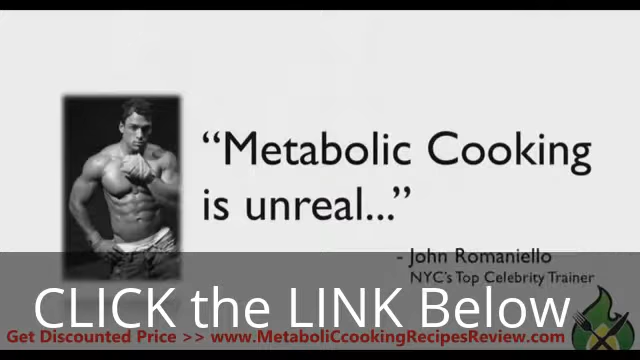 “Metabolic Cooking
is unreal...”
- John Romaniello
NYC's Top Celebrity Trainer
CLICK the LINK Below
Get Discounted Price >> www.MetaboliCcookingRecipesReview.com